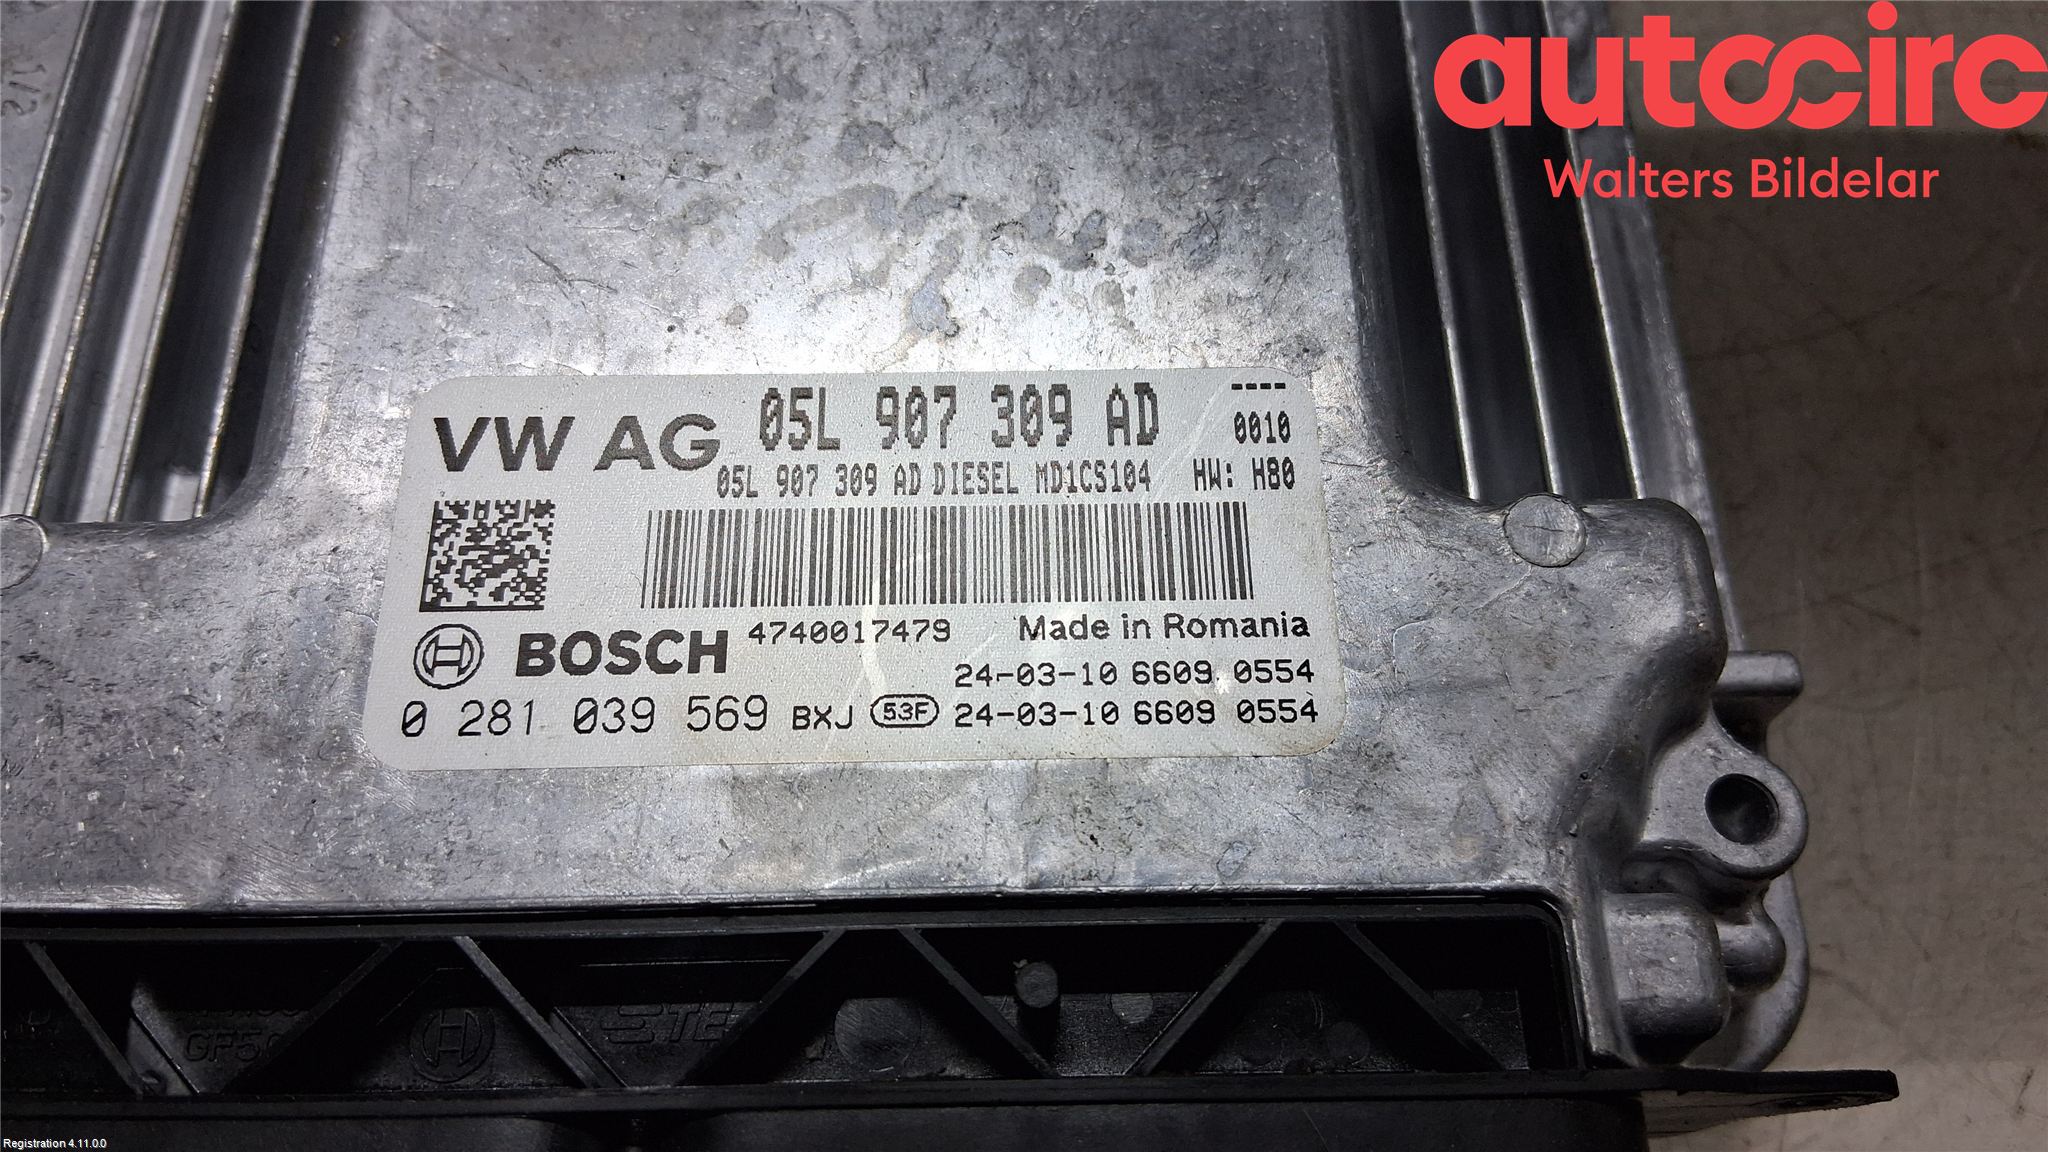 autocirc
Walters Bildelar
VW AG 05L 907 309 AD ----
0010
05L 907 309 AD DIESEL MD1CS104 HW: H80
BOSCH 4740017479 Made in Romania
24-03-10 6609 0554
0 281 039 569 BXJ 53F 24-03-10 6609 0554
Registration 4.11.0.0